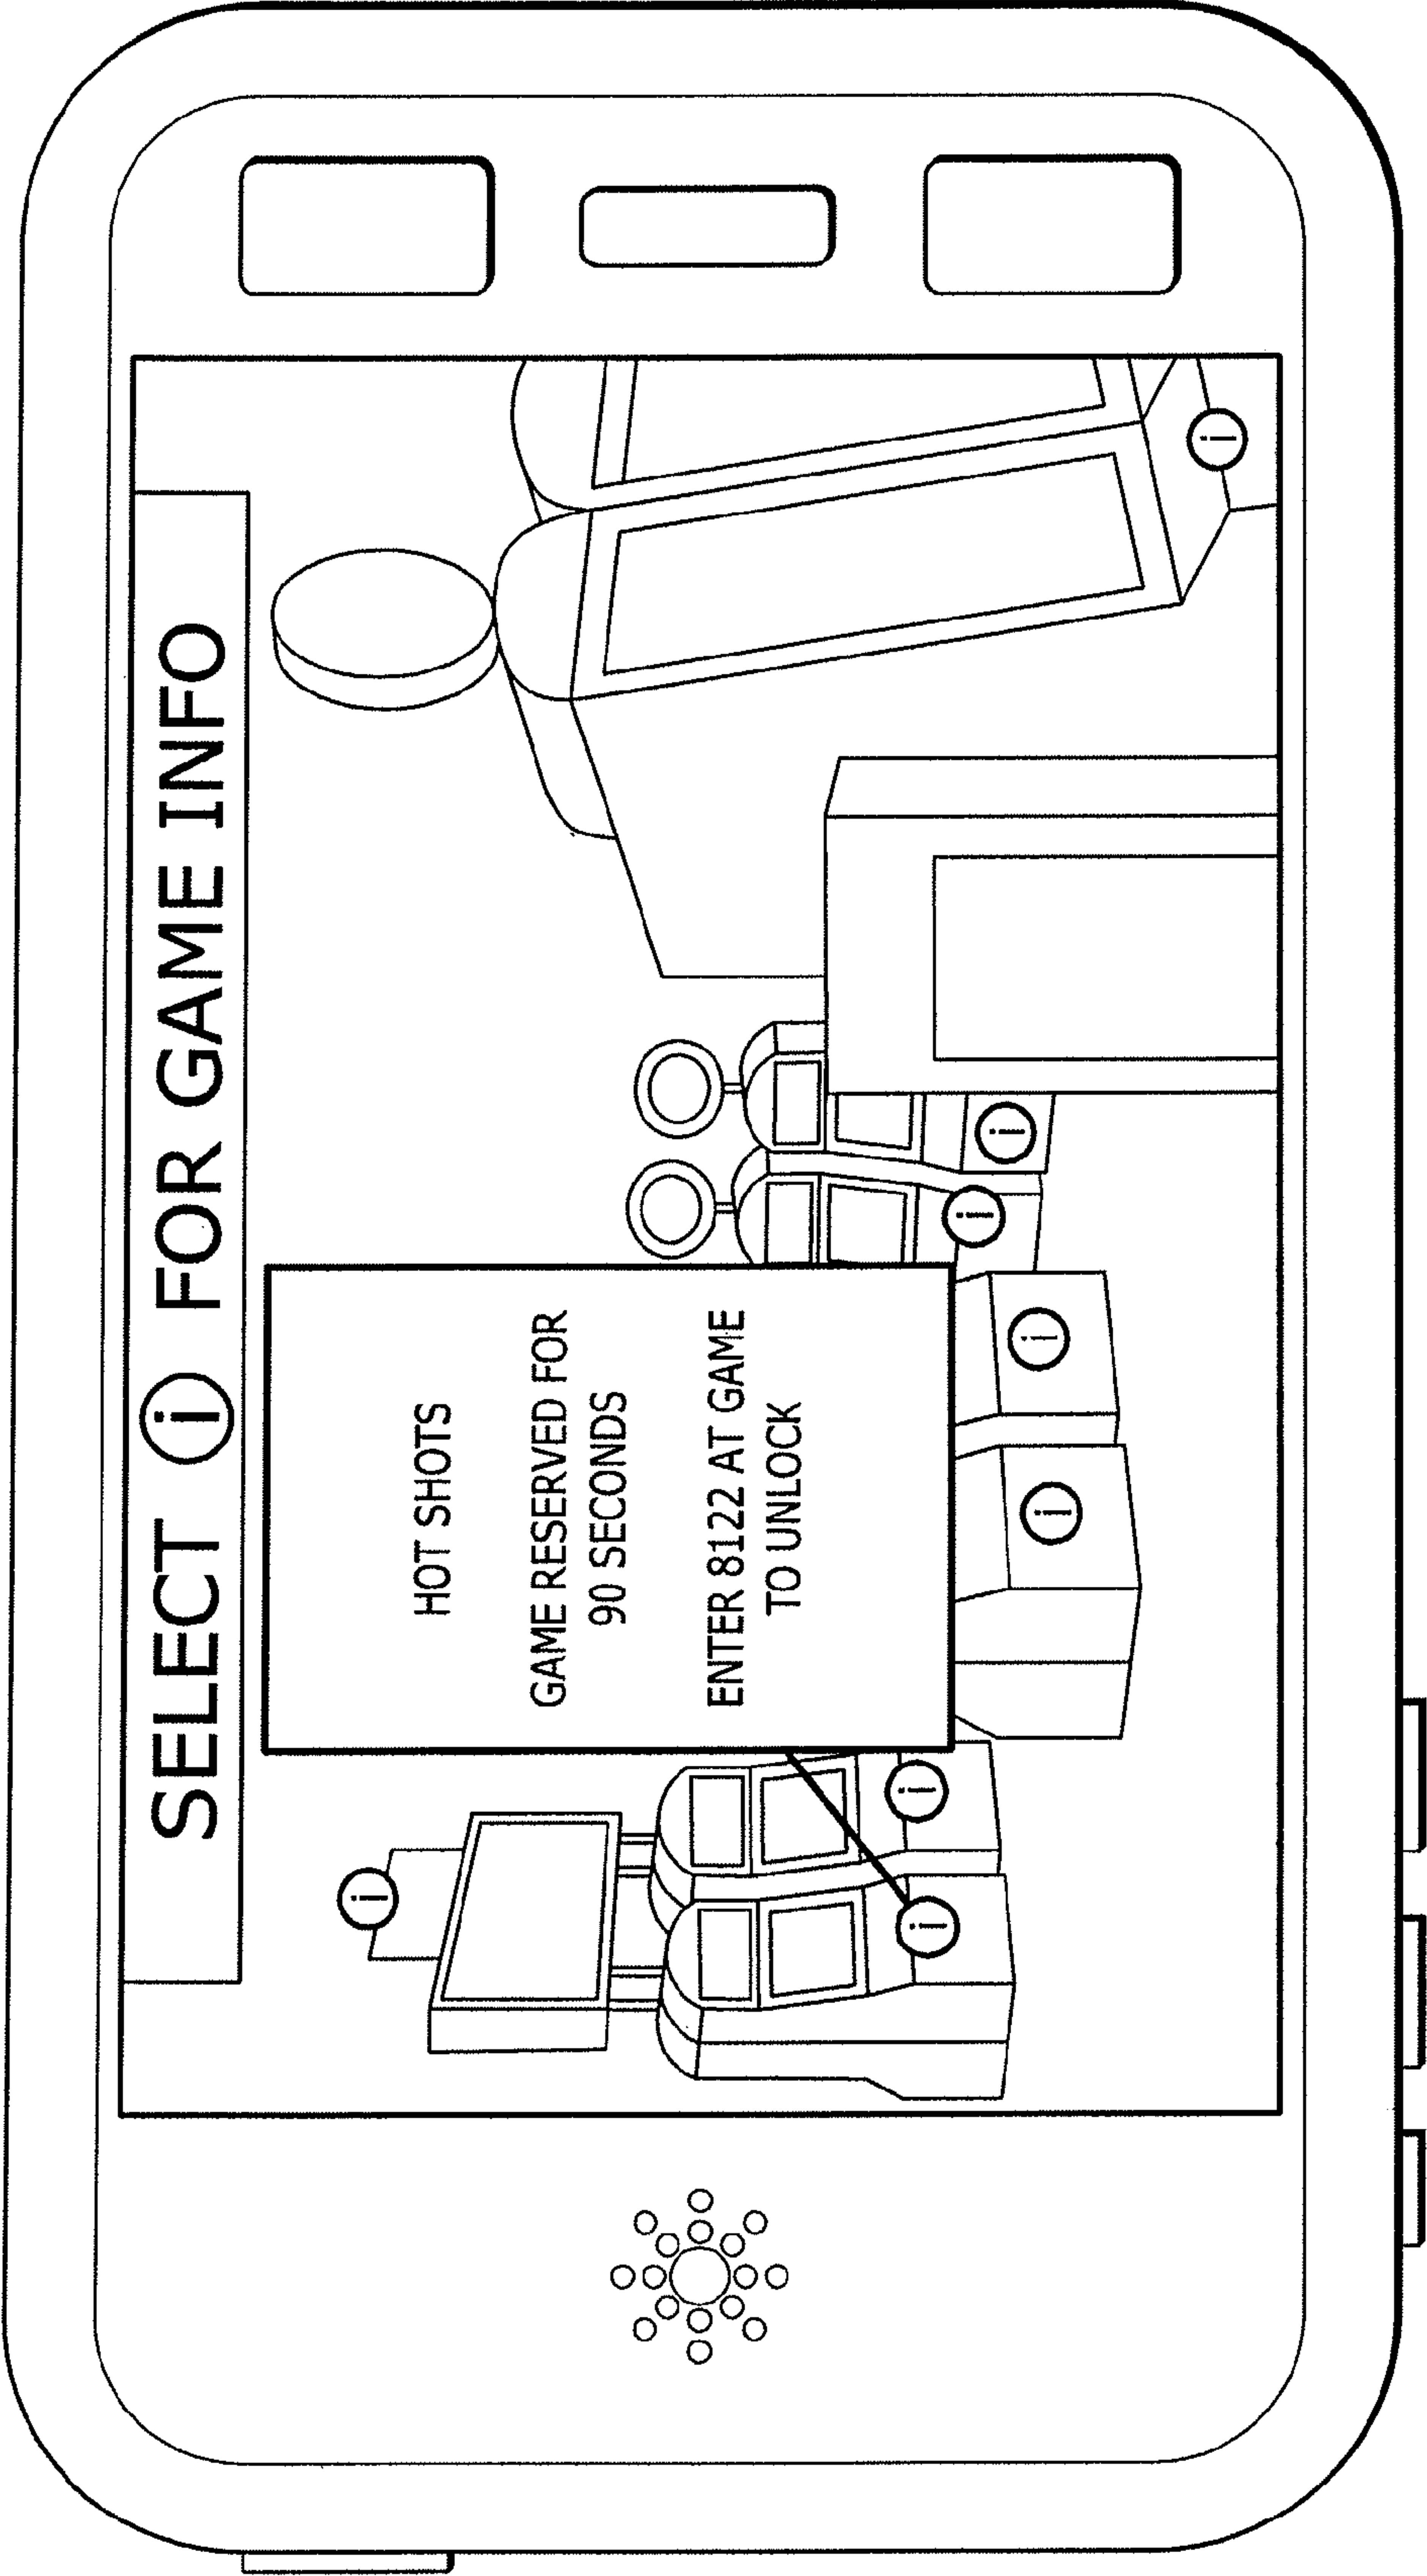 SELECT ⓘ FOR GAME INFO
HOT SHOTS
GAME RESERVED FOR
90 SECONDS
ENTER 8122 AT GAME
TO UNLOCK
i
i
i
i
i
i
i
i